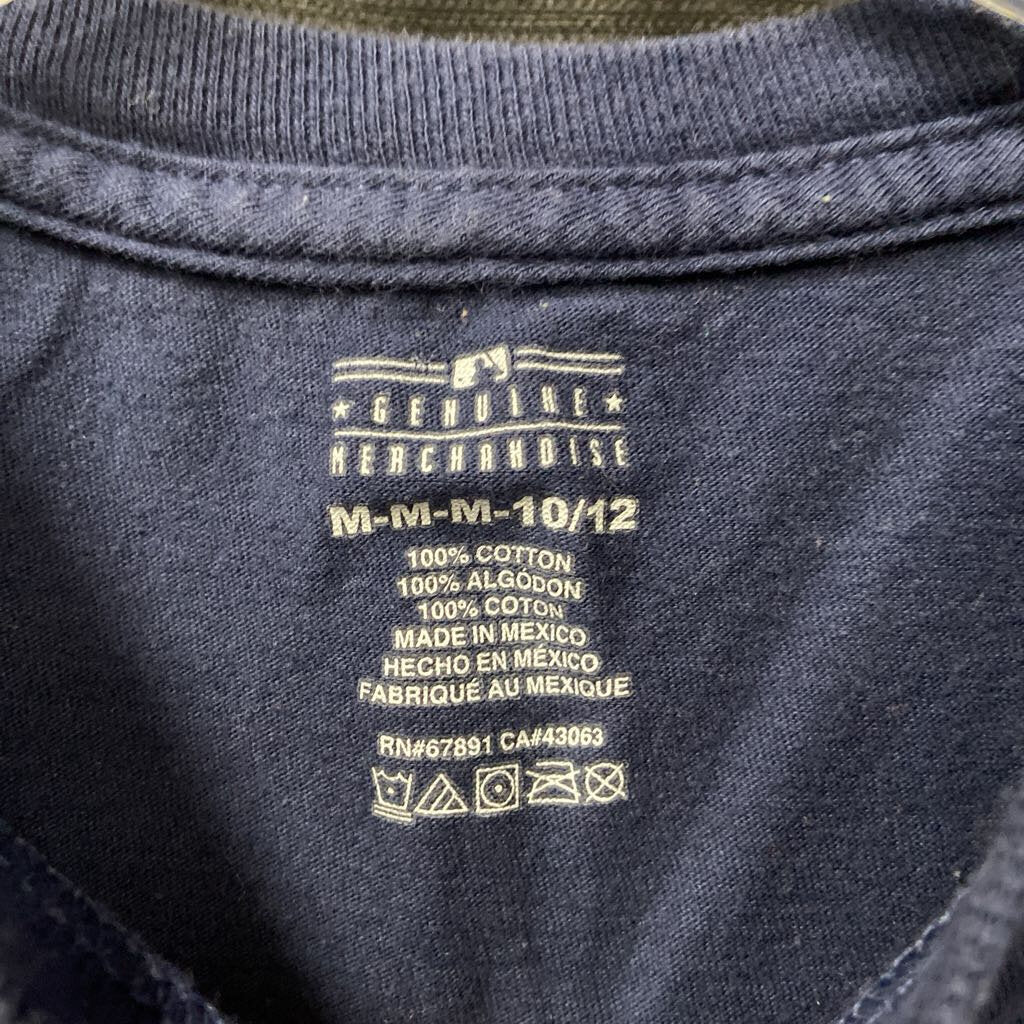 GENUINE
MERCHANDISE
M-M-M-10/12
100% COTTON
100% ALGODON
100% COTON
MADE IN MEXICO
HECHO EN MÉXICO
FABRIQUÉ AU MEXIQUE
RN#67891 CA#43063